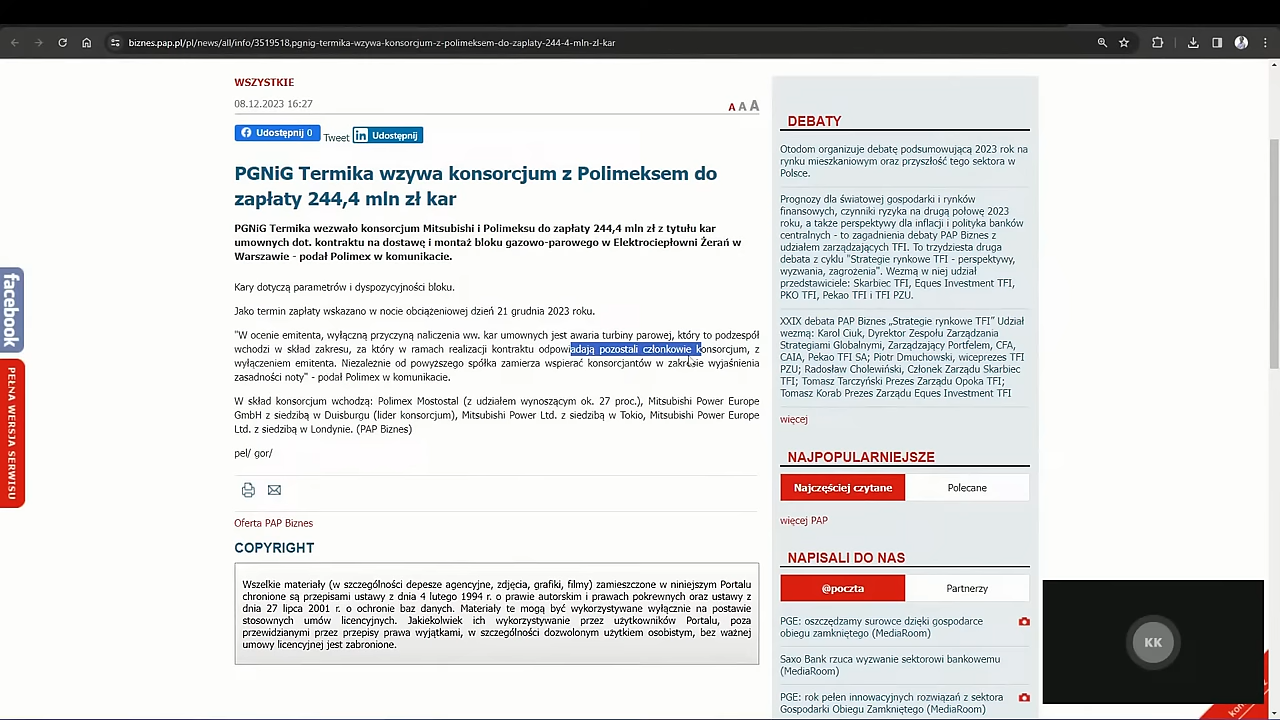 biznes.pap.pl/pl/news/all/info/3519518,pgnig-termika-wzywa-konsorcjum-z-polimeksem-do-zaplaty-244-4-mln-zl-kar
WSZYSTKIE
08.12.2023 16:27
A A A
Udostępnij 0 Tweet in Udostępnij
PGNiG Termika wzywa konsorcjum z Polimeksem do
zapłaty 244,4 mln zł kar
PGNiG Termika wezwało konsorcjum Mitsubishi i Polimeksu do zapłaty 244,4 mln zł z tytułu kar
umownych dot. kontraktu na dostawę i montaż bloku gazowo-parowego w Elektrociepłowni Żerań w
Warszawie - podał Polimex w komunikacie.
Kary dotyczą parametrów i dyspozycyjności bloku.
Jako termin zapłaty wskazano w nocie obciążeniowej dzień 21 grudnia 2023 roku.
"W ocenie emitenta, wyłączną przyczyną naliczenia ww. kar umownych jest awaria turbiny parowej, który to podzespół
wchodzi w skład zakresu, za który w ramach realizacji kontraktu odpowiadają pozostali członkowie konsorcjum, z
wyłączeniem emitenta. Niezależnie od powyższego spółka zamierza wspierać konsorcjantów w zakresie wyjaśnienia
zasadności noty" - podał Polimex w komunikacie.
W skład konsorcjum wchodzą: Polimex Mostostal (z udziałem wynoszącym ok. 27 proc.), Mitsubishi Power Europe
GmbH z siedzibą w Duisburgu (lider konsorcjum), Mitsubishi Power Ltd. z siedzibą w Tokio, Mitsubishi Power Europe
Ltd. z siedzibą w Londynie. (PAP Biznes)
pel/ gor/
Oferta PAP Biznes
COPYRIGHT
Wszelkie materiały (w szczególności depesze agencyjne, zdjęcia, grafiki, filmy) zamieszczone w niniejszym Portalu
chronione są przepisami ustawy z dnia 4 lutego 1994 r. o prawie autorskim i prawach pokrewnych oraz ustawy z
dnia 27 lipca 2001 r. o ochronie baz danych. Materiały te mogą być wykorzystywane wyłącznie na postawie
stosownych umów licencyjnych. Jakiekolwiek ich wykorzystywanie przez użytkowników Portalu, poza
przewidzianymi przez przepisy prawa wyjątkami, w szczególności dozwolonym użytkiem osobistym, bez ważnej
umowy licencyjnej jest zabronione.
facebook
PEŁNA WERSJA SERWISU
DEBATY
Otodom organizuje debatę podsumowującą 2023 rok na
rynku mieszkaniowym oraz przyszłość tego sektora w
Polsce.
Prognozy dla światowej gospodarki i rynków
finansowych, czynniki ryzyka na drugą połowę 2023
roku, a także perspektywy dla inflacji i polityka banków
centralnych - to zagadnienia debaty PAP Biznes z
udziałem zarządzających TFI. To trzydziesta druga
debata z cyklu "Strategie rynkowe TFI - perspektywy,
wyzwania, zagrożenia". Wezmą w niej udział
przedstawiciele: Skarbiec TFI, Eques Investment TFI,
PKO TFI, Pekao TFI i TFI PZU.
XXIX debata PAP Biznes „Strategie rynkowe TFI" Udział
wezmą: Karol Ciuk, Dyrektor Zespołu Zarządzania
Strategiami Globalnymi, Zarządzający Portfelem, CFA,
CAIA, Pekao TFI SA; Piotr Dmuchowski, wiceprezes TFI
PZU; Radosław Cholewiński, Członek Zarządu Skarbiec
TFI; Tomasz Tarczyński Prezes Zarządu Opoka TFI;
Tomasz Korab Prezes Zarządu Eques Investment TFI
więcej
NAJPOPULARNIEJSZE
Najczęściej czytane Polecane
więcej PAP
NAPISALI DO NAS
@poczta Partnerzy
PGE: oszczędzamy surowce dzięki gospodarce
obiegu zamkniętego (MediaRoom)
Saxo Bank rzuca wyzwanie sektorowi bankowemu
(MediaRoom)
PGE: rok pełen innowacyjnych rozwiązań z sektora
Gospodarki Obiegu Zamkniętego (MediaRoom)
KK